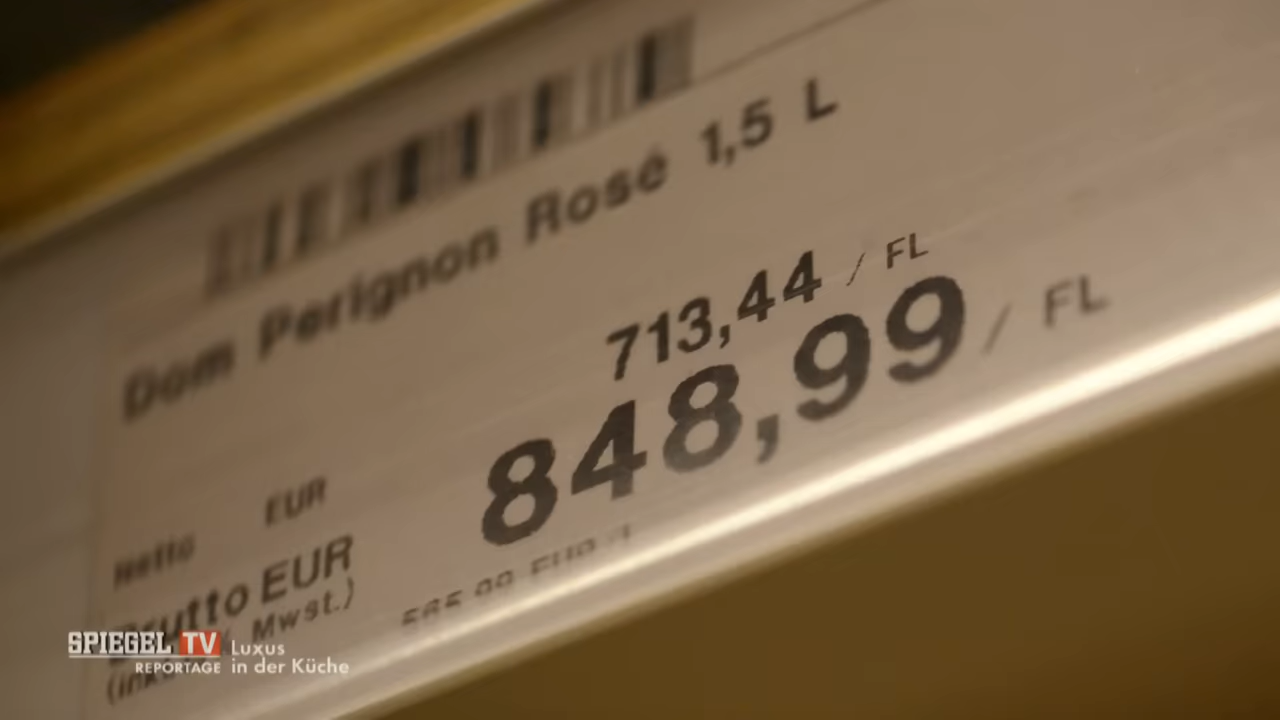 Dom Perignon Rosé 1,5 L
Netto EUR 713,44 / FL
Brutto EUR 848,99 / FL
(inkl. Mwst.)
SPIEGEL TV Luxus
REPORTAGE in der Küche